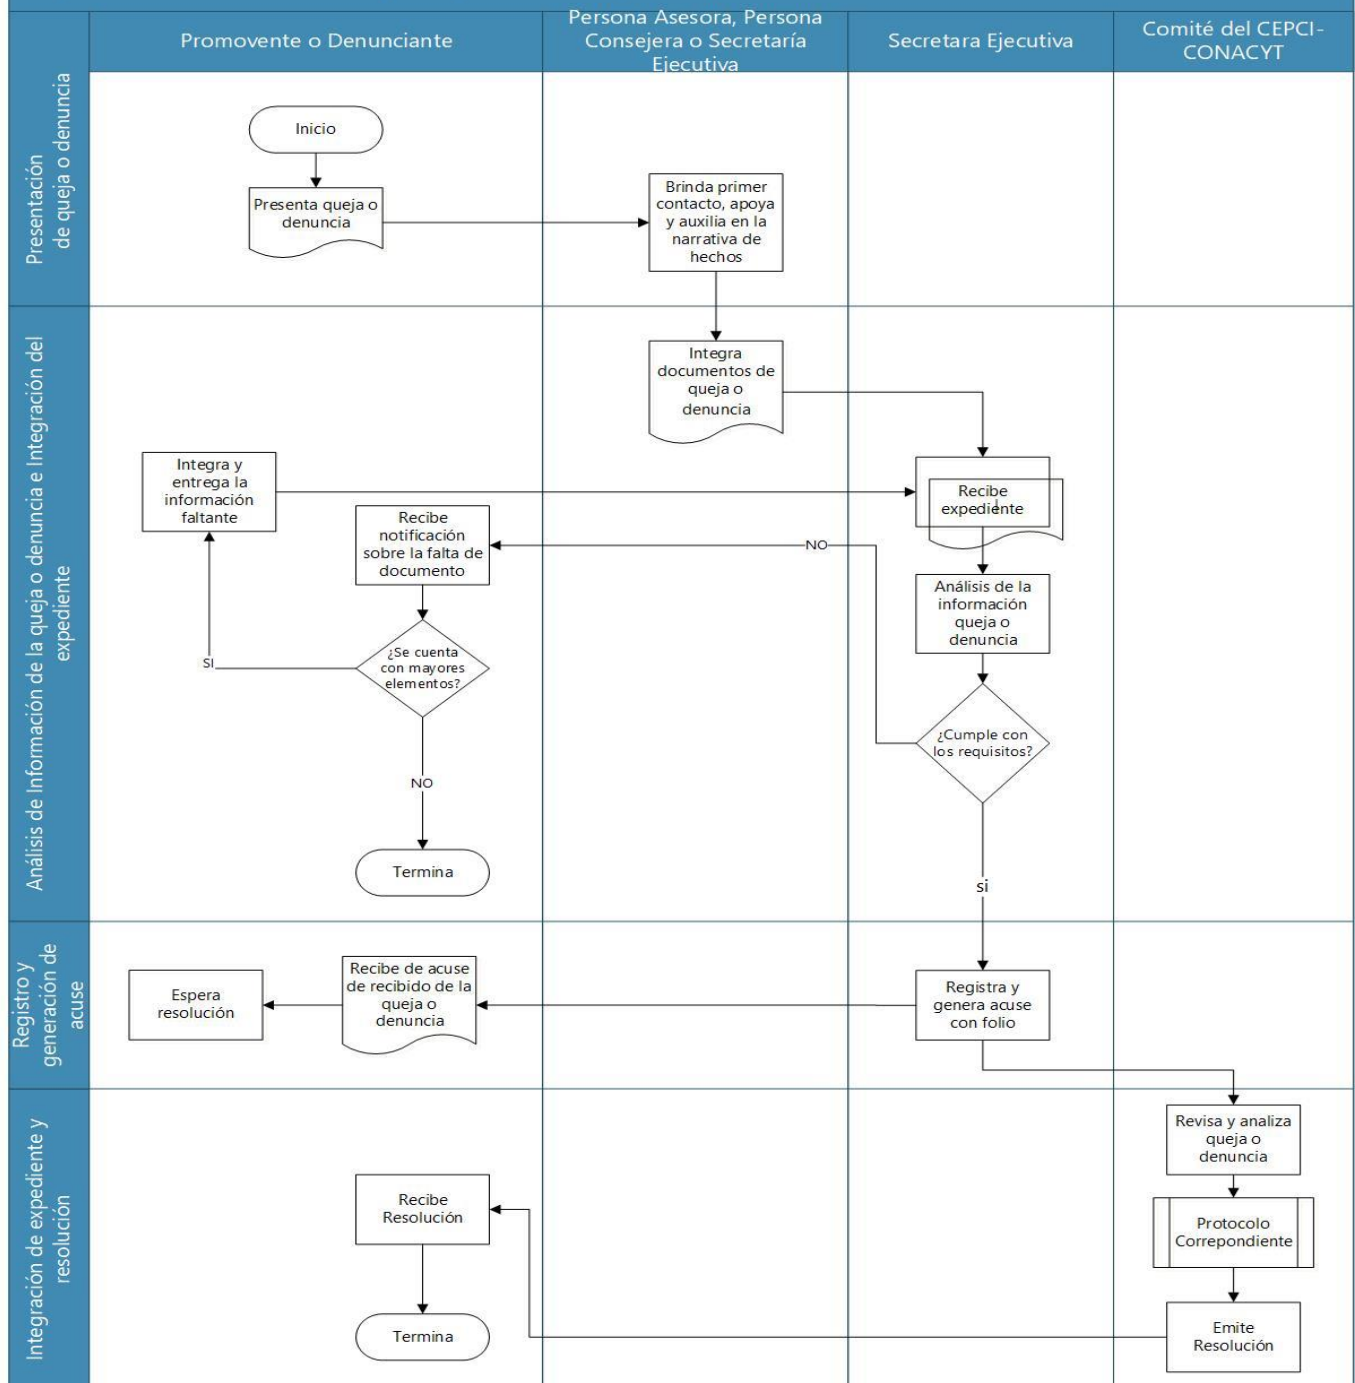 Promovente o Denunciante
Persona Asesora, Persona
Consejera o Secretaría
Ejecutiva
Secretara Ejecutiva
Comité del CEPCI-
CONACYT
Presentación
de queja o denuncia
Inicio
Presenta queja o
denuncia
Brinda primer
contacto, apoya
y auxilia en la
narrativa de
hechos
Análisis de Información de la queja o denuncia e Integración del
expediente
Integra
documentos de
queja o
denuncia
Integra y
entrega la
información
faltante
Recibe
expediente
Recibe
notificación
sobre la falta de
documento
NO
Análisis de la
información
queja o
denuncia
¿Se cuenta
con mayores
elementos?
SI
¿Cumple con
los requisitos?
NO
Termina
si
Registro y
generación de
acuse
Espera
resolución
Recibe de acuse
de recibido de la
queja o
denuncia
Registra y
genera acuse
con folio
Integración de expediente y
resolución
Revisa y analiza
queja o
denuncia
Recibe
Resolución
Protocolo
Correpondiente
Termina
Emite
Resolución